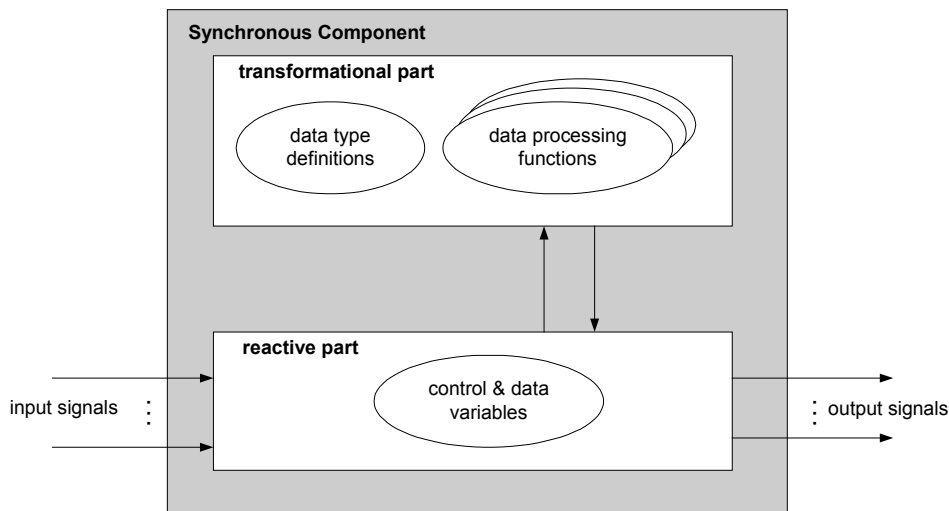 Synchronous Component
transformational part
data type
definitions
data processing
functions
reactive part
control & data
variables
input signals
output signals